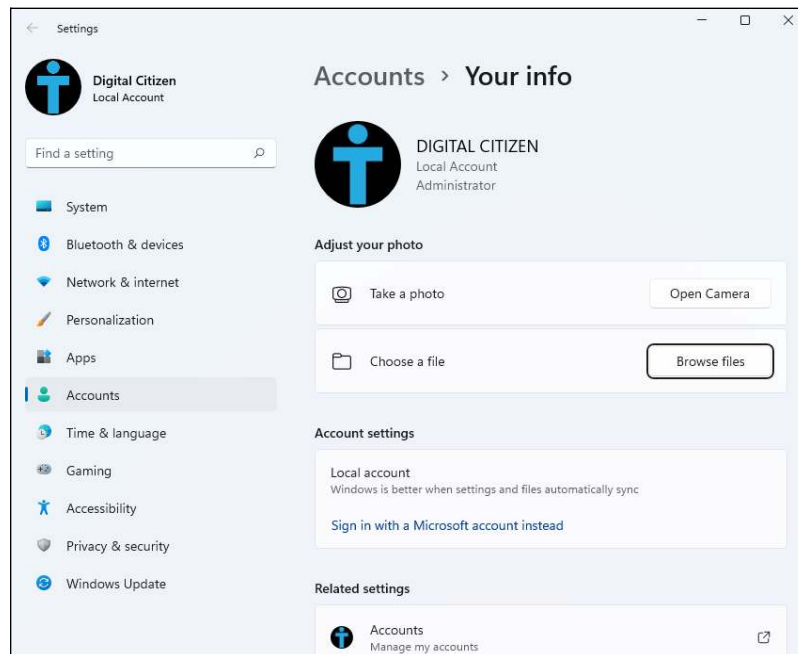 Settings
Digital Citizen
Local Account
Find a setting
System
Bluetooth & devices
Network & internet
Personalization
Apps
Accounts
Time & language
Gaming
Accessibility
Privacy & security
Windows Update
Accounts > Your info
DIGITAL CITIZEN
Local Account
Administrator
Adjust your photo
Take a photo
Open Camera
Choose a file
Browse files
Account settings
Local account
Windows is better when settings and files automatically sync
Sign in with a Microsoft account instead
Related settings
Accounts
Manage my accounts